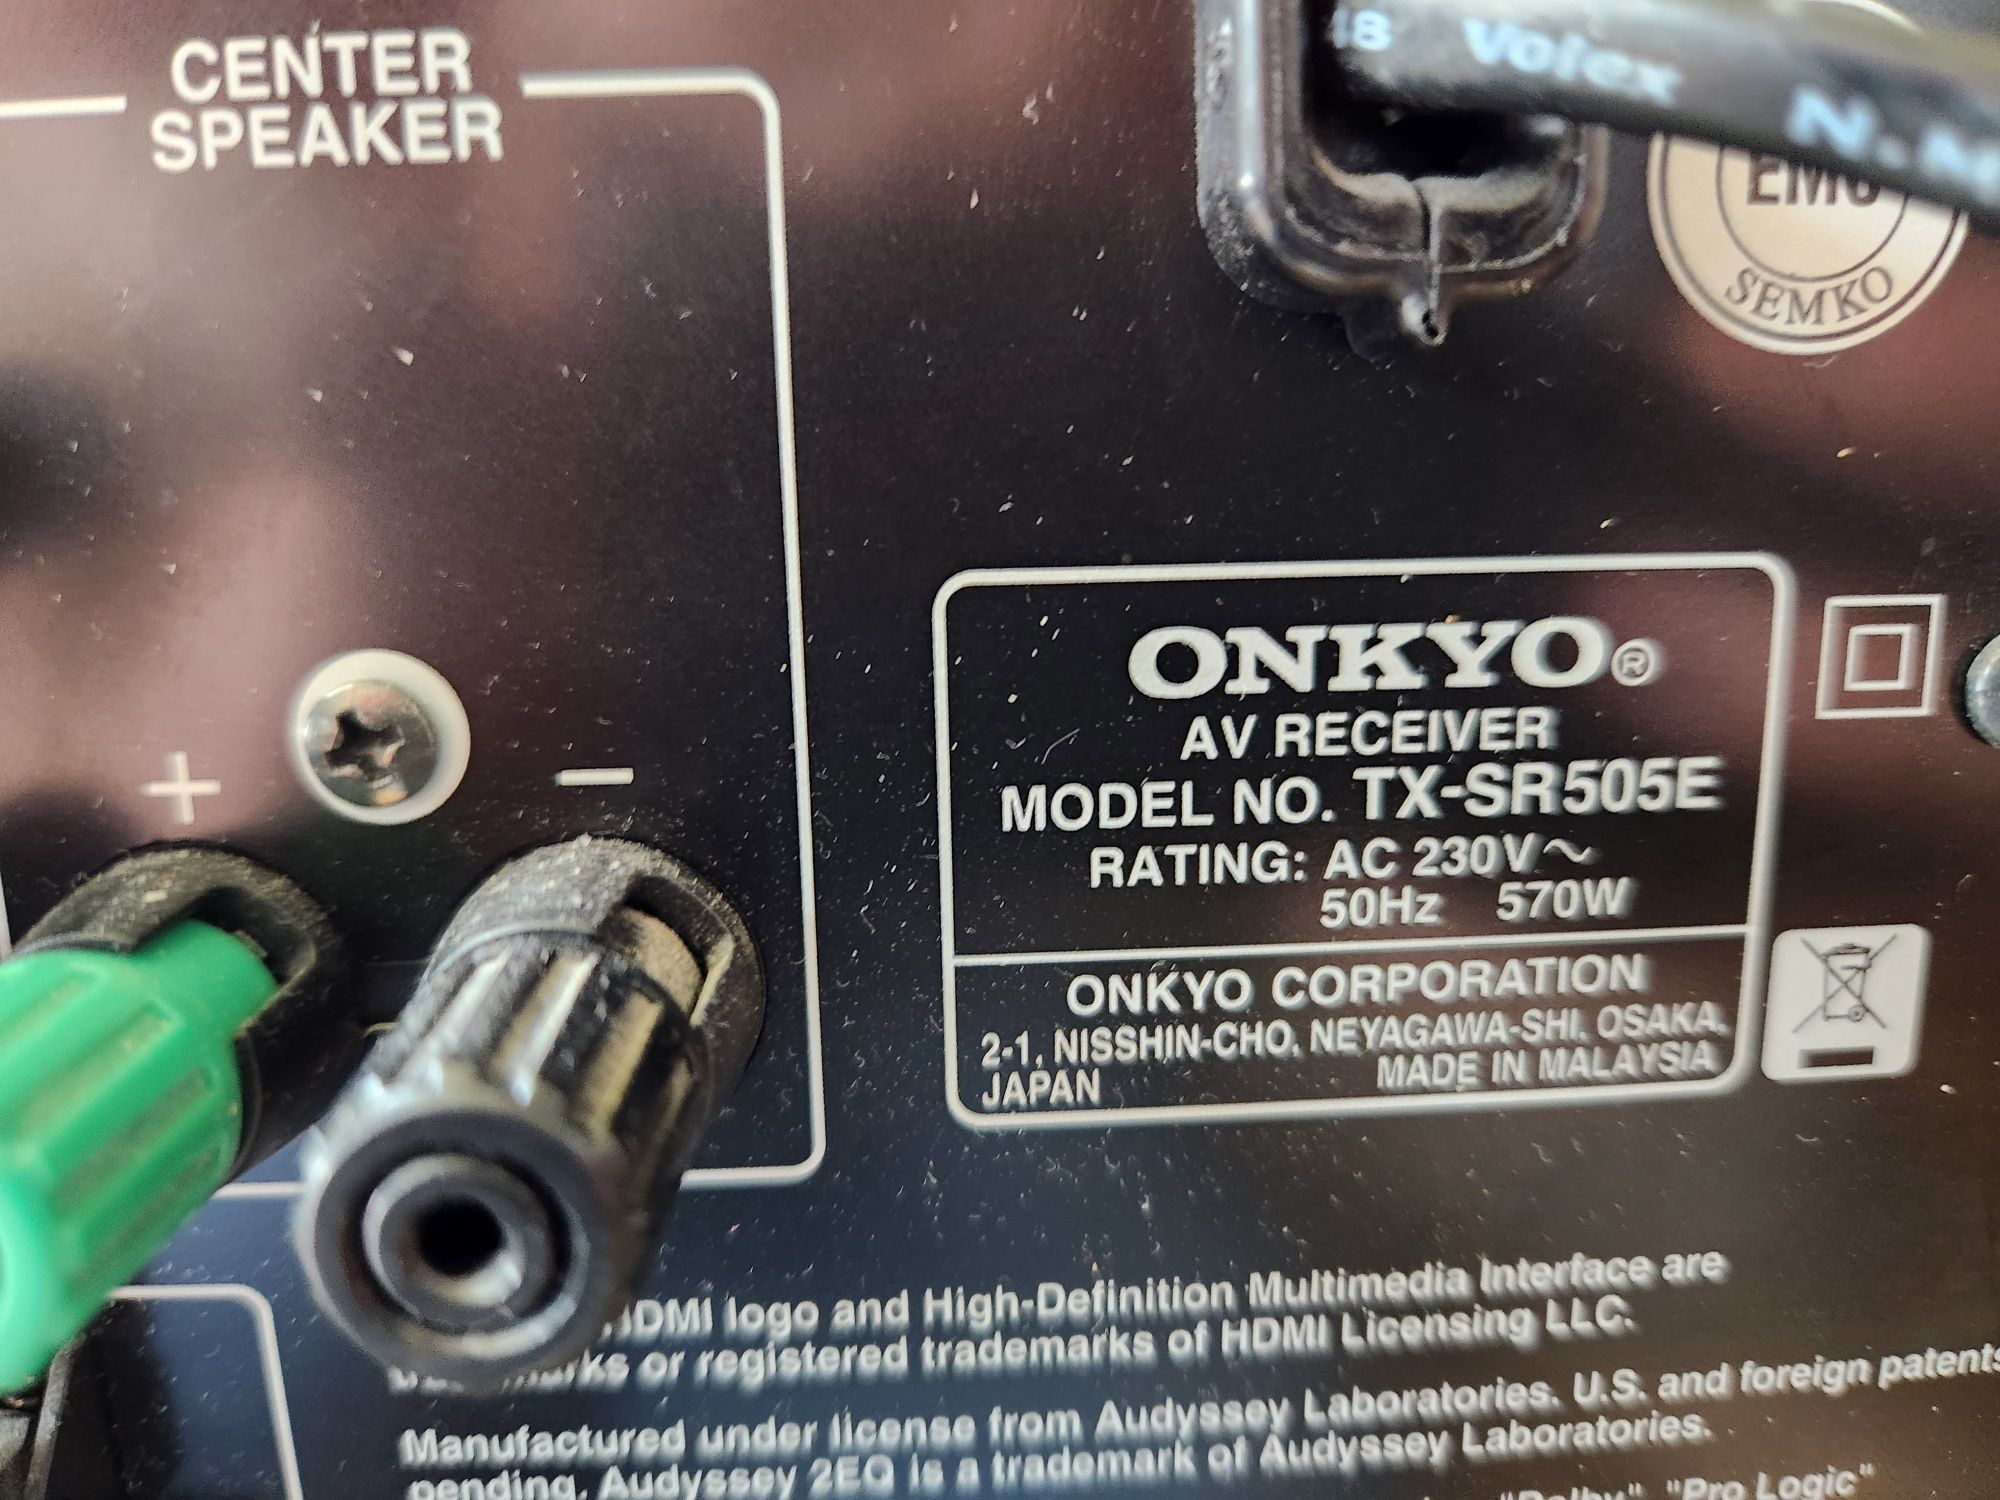 CENTER
SPEAKER
Volex
SEMKO
+ −
ONKYO®
AV RECEIVER
MODEL NO. TX-SR505E
RATING: AC 230V~
50Hz 570W
ONKYO CORPORATION
2-1, NISSHIN-CHO, NEYAGAWA-SHI, OSAKA,
JAPAN MADE IN MALAYSIA
HDMI logo and High-Definition Multimedia Interface are
or registered trademarks of HDMI Licensing LLC.
Manufactured under license from Audyssey Laboratories. U.S. and foreign patents
pending. Audyssey 2EQ is a trademark of Audyssey Laboratories.
"Dolby", "Pro Logic"